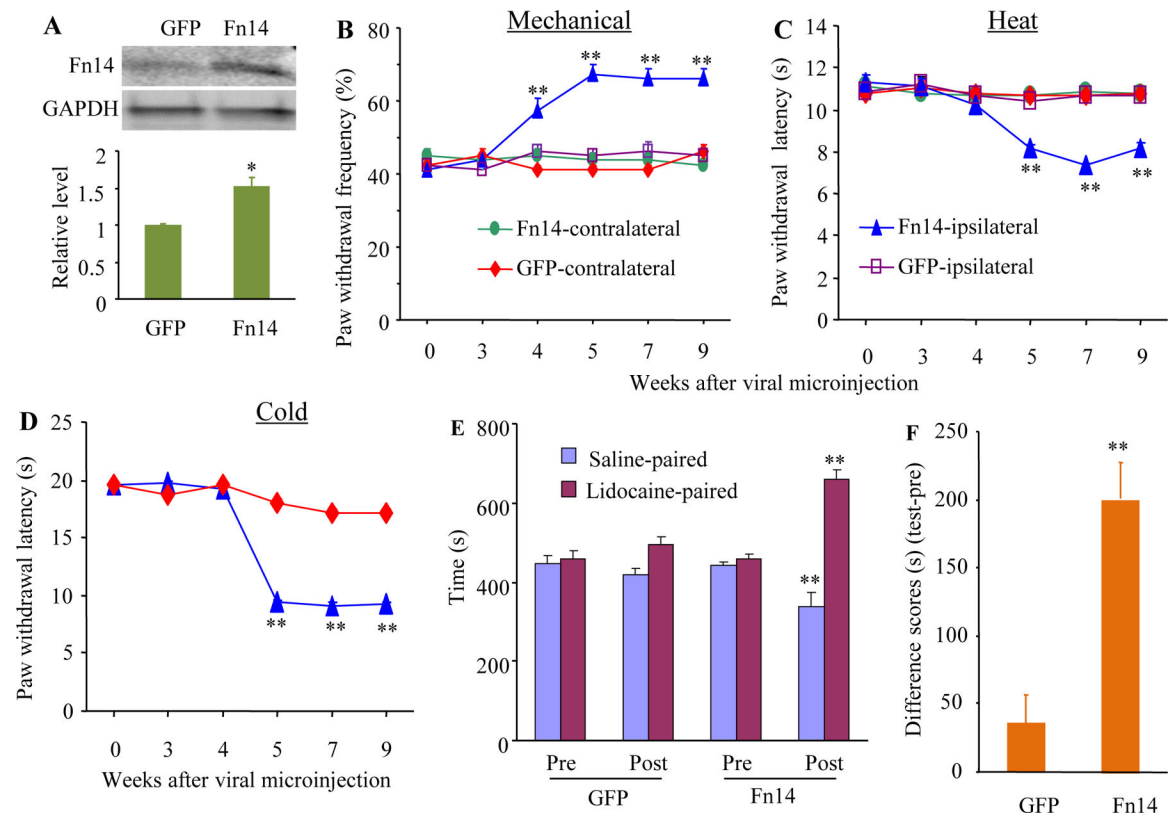 A
GFP Fn14
Fn14
GAPDH
Relative level
2
1.5
1
0.5
0
*
GFP Fn14
B
Mechanical
Paw withdrawal frequency (%)
80
60
40
20
0
** ** ** **
Fn14-contralateral
GFP-contralateral
0 3 4 5 7 9
C
Heat
Paw withdrawal latency (s)
14
12
10
8
6
4
2
0
** ** **
Fn14-ipsilateral
GFP-ipsilateral
0 3 4 5 7 9
Weeks after viral microinjection
D
Cold
Paw withdrawal latency (s)
25
20
15
10
5
0
** ** **
0 3 4 5 7 9
Weeks after viral microinjection
E
Time (s)
800
600
400
200
0
Saline-paired
Lidocaine-paired
**
**
Pre Post Pre Post
GFP Fn14
F
Difference scores (s) (test-pre)
250
200
150
100
50
0
**
GFP Fn14